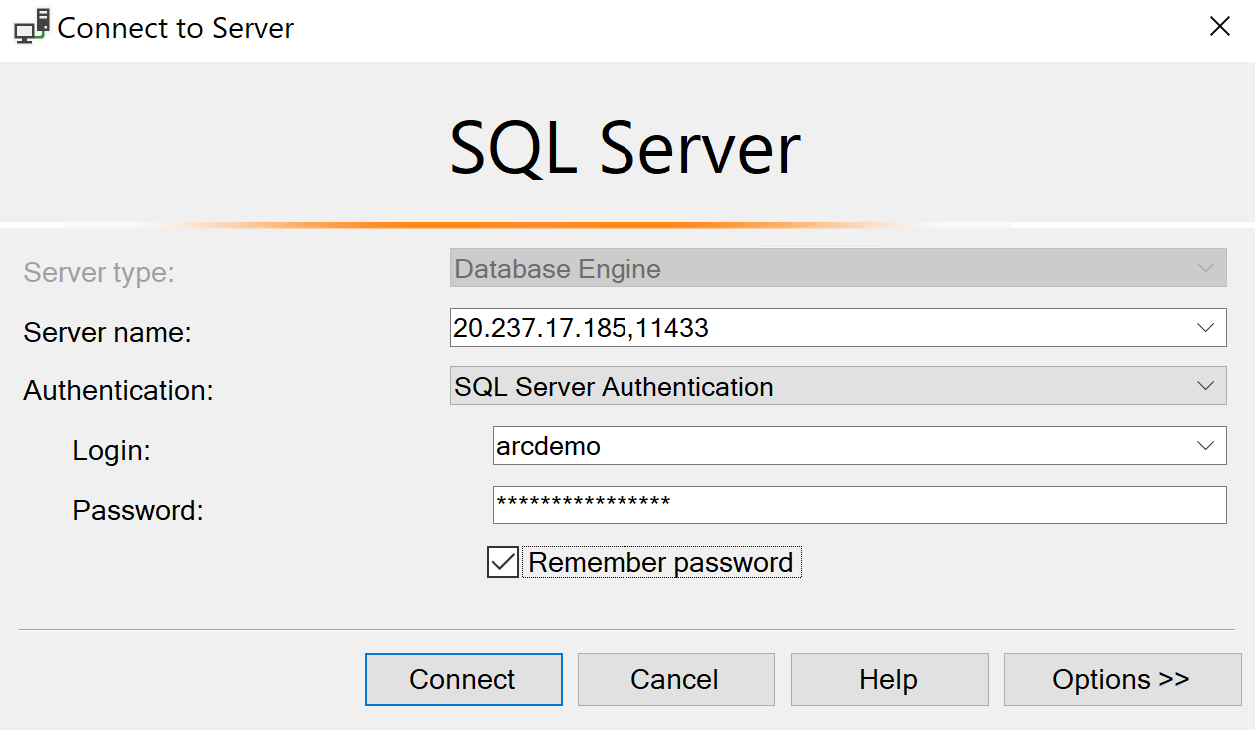 Connect to Server
SQL Server
Server type:
Database Engine
Server name:
20.237.17.185,11433
Authentication:
SQL Server Authentication
Login:
arcdemo
Password:
****************
Remember password
Connect
Cancel
Help
Options >>